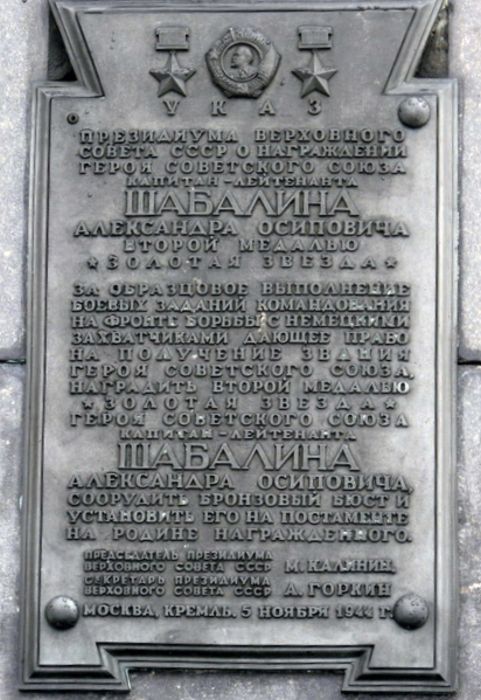 УКАЗ
ПРЕЗИДИУМА ВЕРХОВНОГО
СОВЕТА СССР О НАГРАЖДЕНИИ
ГЕРОЯ СОВЕТСКОГО СОЮЗА
КАПИТАН-ЛЕЙТЕНАНТА
ШАБАЛИНА
АЛЕКСАНДРА ОСИПОВИЧА
ВТОРОЙ МЕДАЛЬЮ
★ЗОЛОТАЯ ЗВЕЗДА★
ЗА ОБРАЗЦОВОЕ ВЫПОЛНЕНИЕ
БОЕВЫХ ЗАДАНИЙ КОМАНДОВАНИЯ
НА ФРОНТЕ БОРЬБЫ С НЕМЕЦКИМИ
ЗАХВАТЧИКАМИ ДАЮЩЕЕ ПРАВО
НА ПОЛУЧЕНИЕ ЗВАНИЯ
ГЕРОЯ СОВЕТСКОГО СОЮЗА,
НАГРАДИТЬ ВТОРОЙ МЕДАЛЬЮ
★ЗОЛОТАЯ ЗВЕЗДА★
ГЕРОЯ СОВЕТСКОГО СОЮЗА
КАПИТАН-ЛЕЙТЕНАНТА
ШАБАЛИНА
АЛЕКСАНДРА ОСИПОВИЧА,
СООРУДИТЬ БРОНЗОВЫЙ БЮСТ И
УСТАНОВИТЬ ЕГО НА ПОСТАМЕНТЕ
НА РОДИНЕ НАГРАЖДЕННОГО.
ПРЕДСЕДАТЕЛЬ ПРЕЗИДИУМА
ВЕРХОВНОГО СОВЕТА СССР М. КАЛИНИН,
СЕКРЕТАРЬ ПРЕЗИДИУМА
ВЕРХОВНОГО СОВЕТА СССР А. ГОРКИН
МОСКВА, КРЕМЛЬ. 5 НОЯБРЯ 1944 Г.